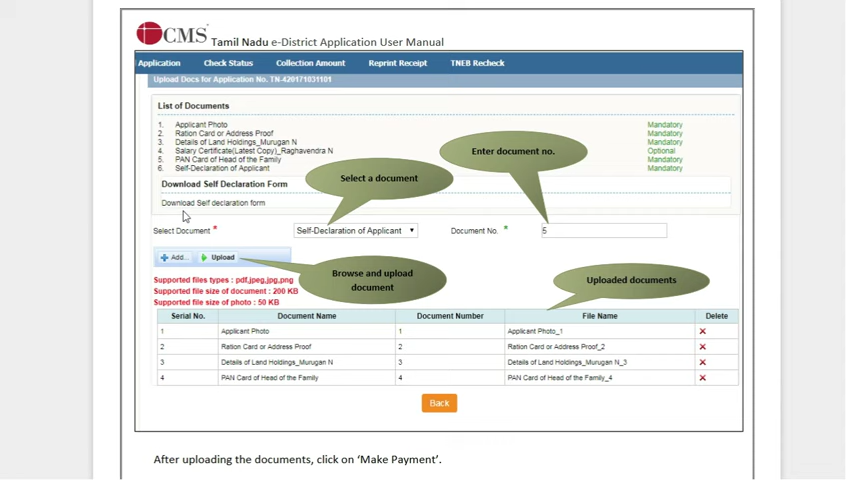 CMS Tamil Nadu e-District Application User Manual
Application Check Status Collection Amount Reprint Receipt TNEB Recheck
Upload Docs for Application No. TN-420171031101
List of Documents
1. Applicant Photo Mandatory
2. Ration Card or Address Proof Mandatory
3. Details of Land Holdings_Murugan N Mandatory
4. Salary Certificate(Latest Copy)_Raghavendra N Optional
5. PAN Card of Head of the Family Mandatory
6. Self-Declaration of Applicant Mandatory
Enter document no.
Select a document
Download Self Declaration Form
Download Self declaration form
Select Document * Self-Declaration of Applicant Document No. * 5
Add... Upload
Browse and upload
document
Uploaded documents
Supported files types : pdf,jpeg,jpg,png
Supported file size of document : 200 KB
Supported file size of photo : 50 KB
Serial No. Document Name Document Number File Name Delete
1 Applicant Photo 1 Applicant Photo_1 X
2 Ration Card or Address Proof 2 Ration Card or Address Proof_2 X
3 Details of Land Holdings_Murugan N 3 Details of Land Holdings_Murugan N_3 X
4 PAN Card of Head of the Family 4 PAN Card of Head of the Family_4 X
Back
After uploading the documents, click on ‘Make Payment’.